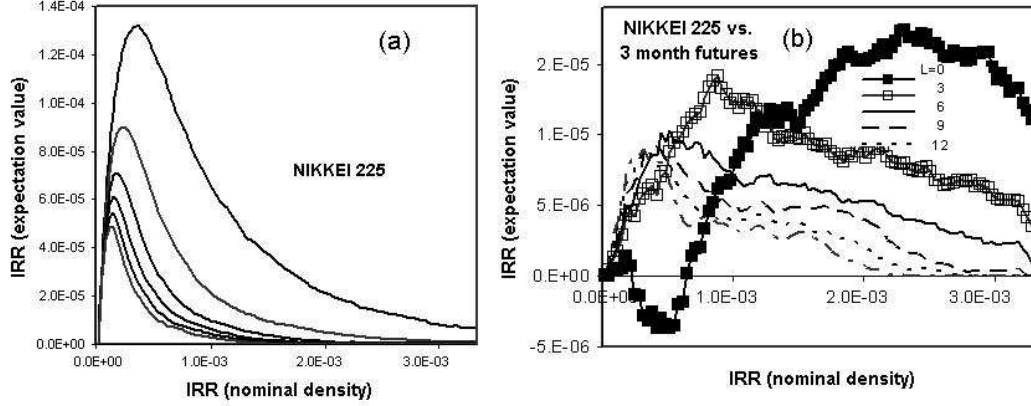 (a)
NIKKEI 225
IRR (expectation value)
1.4E-04
1.2E-04
1.0E-04
8.0E-05
6.0E-05
4.0E-05
2.0E-05
0.0E+00
0.0E+00 1.0E-03 2.0E-03 3.0E-03
IRR (nominal density)
NIKKEI 225 vs.
3 month futures
(b)
IRR (expectation value)
2.E-05
1.E-05
5.E-06
0.E+00
-5.E-06
L=0
3
6
9
12
0.0E+00 1.0E-03 2.0E-03 3.0E-03
IRR (nominal density)